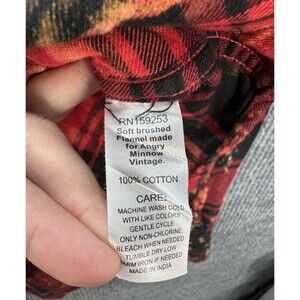 RN159253
Soft brushed
Flannel made
for Angry
Minnow
Vintage.
100% COTTON
CARE:
MACHINE WASH COLD
WITH LIKE COLORS
GENTLE CYCLE
ONLY NON-CHLORINE
BLEACH WHEN NEEDED
TUMBLE DRY LOW
WARM IRON IF NEEDED
MADE IN INDIA